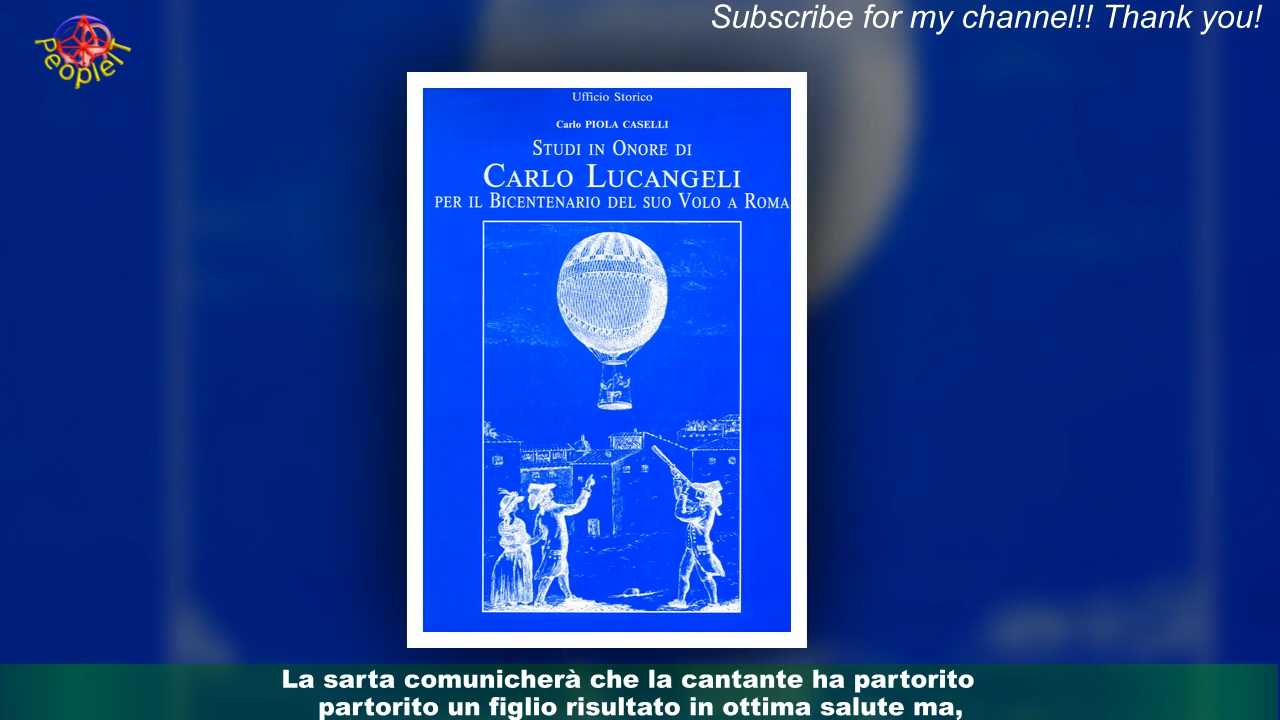 Subscribe for my channel!! Thank you!
PeopleIT
Ufficio Storico
Carlo PIOLA CASELLI
STUDI IN ONORE DI
CARLO LUCANGELI
PER IL BICENTENARIO DEL SUO VOLO A ROMA
La sarta comunicherà che la cantante ha partorito
partorito un figlio risultato in ottima salute ma,